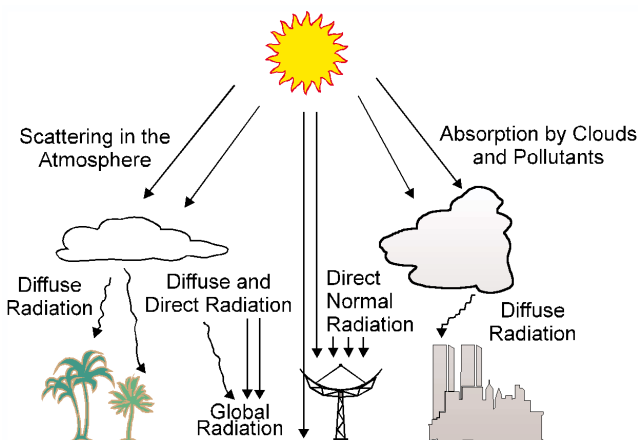 Scattering in the
Atmosphere
Absorption by Clouds
and Pollutants
Diffuse
Radiation
Diffuse and
Direct Radiation
Direct
Normal
Radiation
Diffuse
Radiation
Global
Radiation